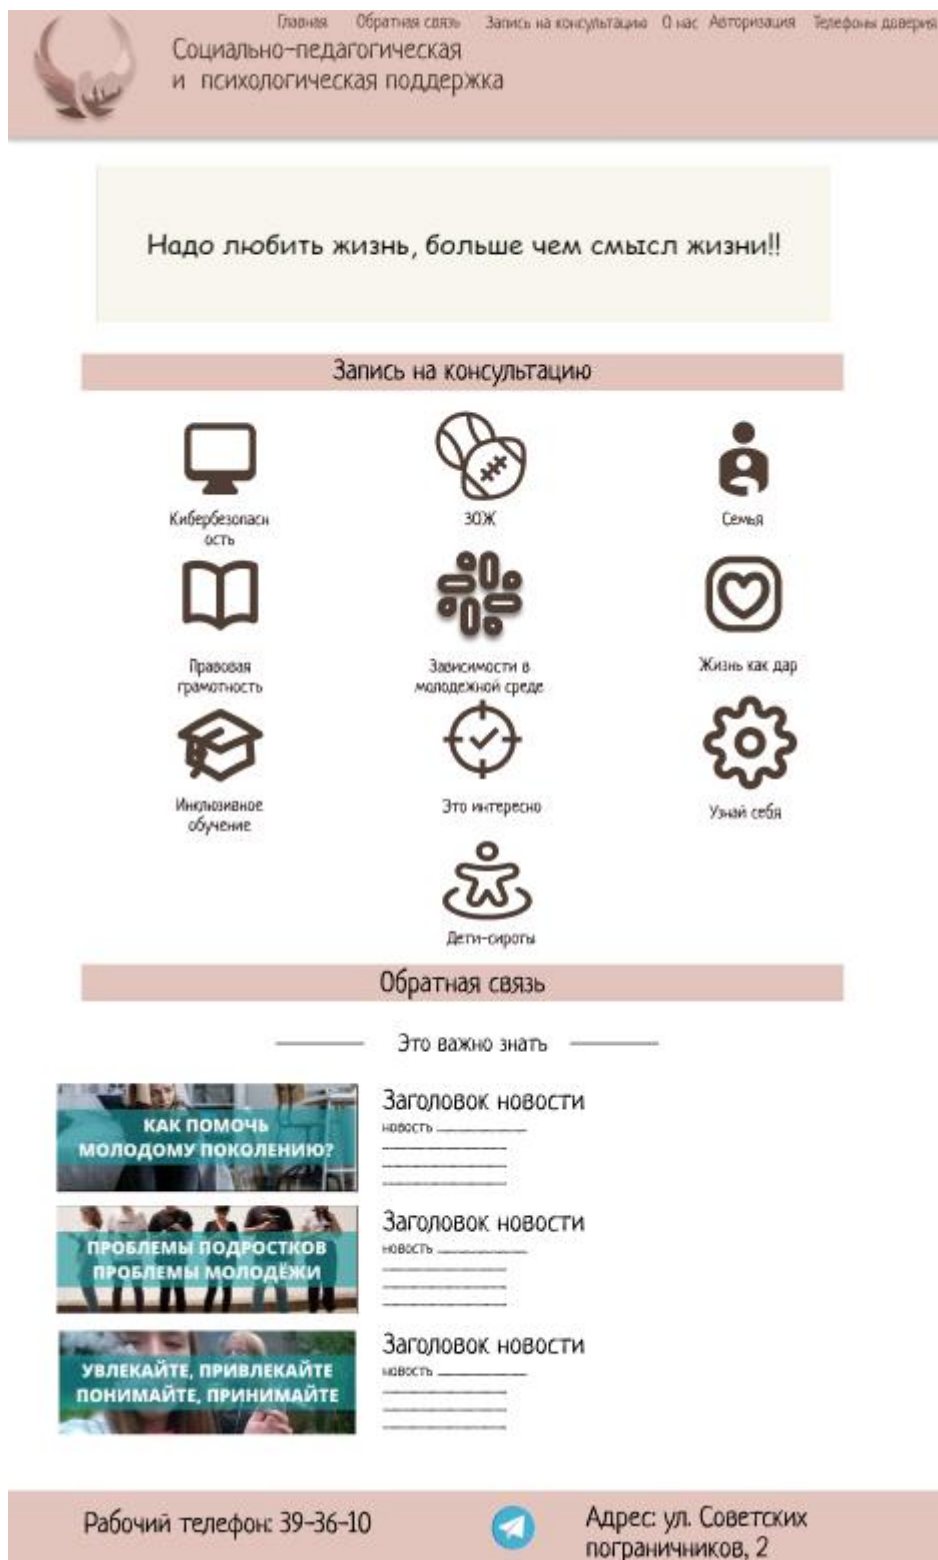 Главная Обратная связь Запись на консультацию О нас Авторизация Телефоны доверия
Социально-педагогическая
и психологическая поддержка
Надо любить жизнь, больше чем смысл жизни!!
Запись на консультацию
Кибербезопасн
ость
ЗОЖ
Семья
Правовая
грамотность
Зависимости в
молодежной среде
Жизнь как дар
Инклюзивное
обучение
Это интересно
Узнай себя
Дети-сироты
Обратная связь
Это важно знать
КАК ПОМОЧЬ
МОЛОДОМУ ПОКОЛЕНИЮ?
Заголовок новости
новость
ПРОБЛЕМЫ ПОДРОСТКОВ
ПРОБЛЕМЫ МОЛОДЁЖИ
Заголовок новости
новость
УВЛЕКАЙТЕ, ПРИВЛЕКАЙТЕ
ПОНИМАЙТЕ, ПРИНИМАЙТЕ
Заголовок новости
новость
Рабочий телефон: 39-36-10
Адрес: ул. Советских
пограничников, 2